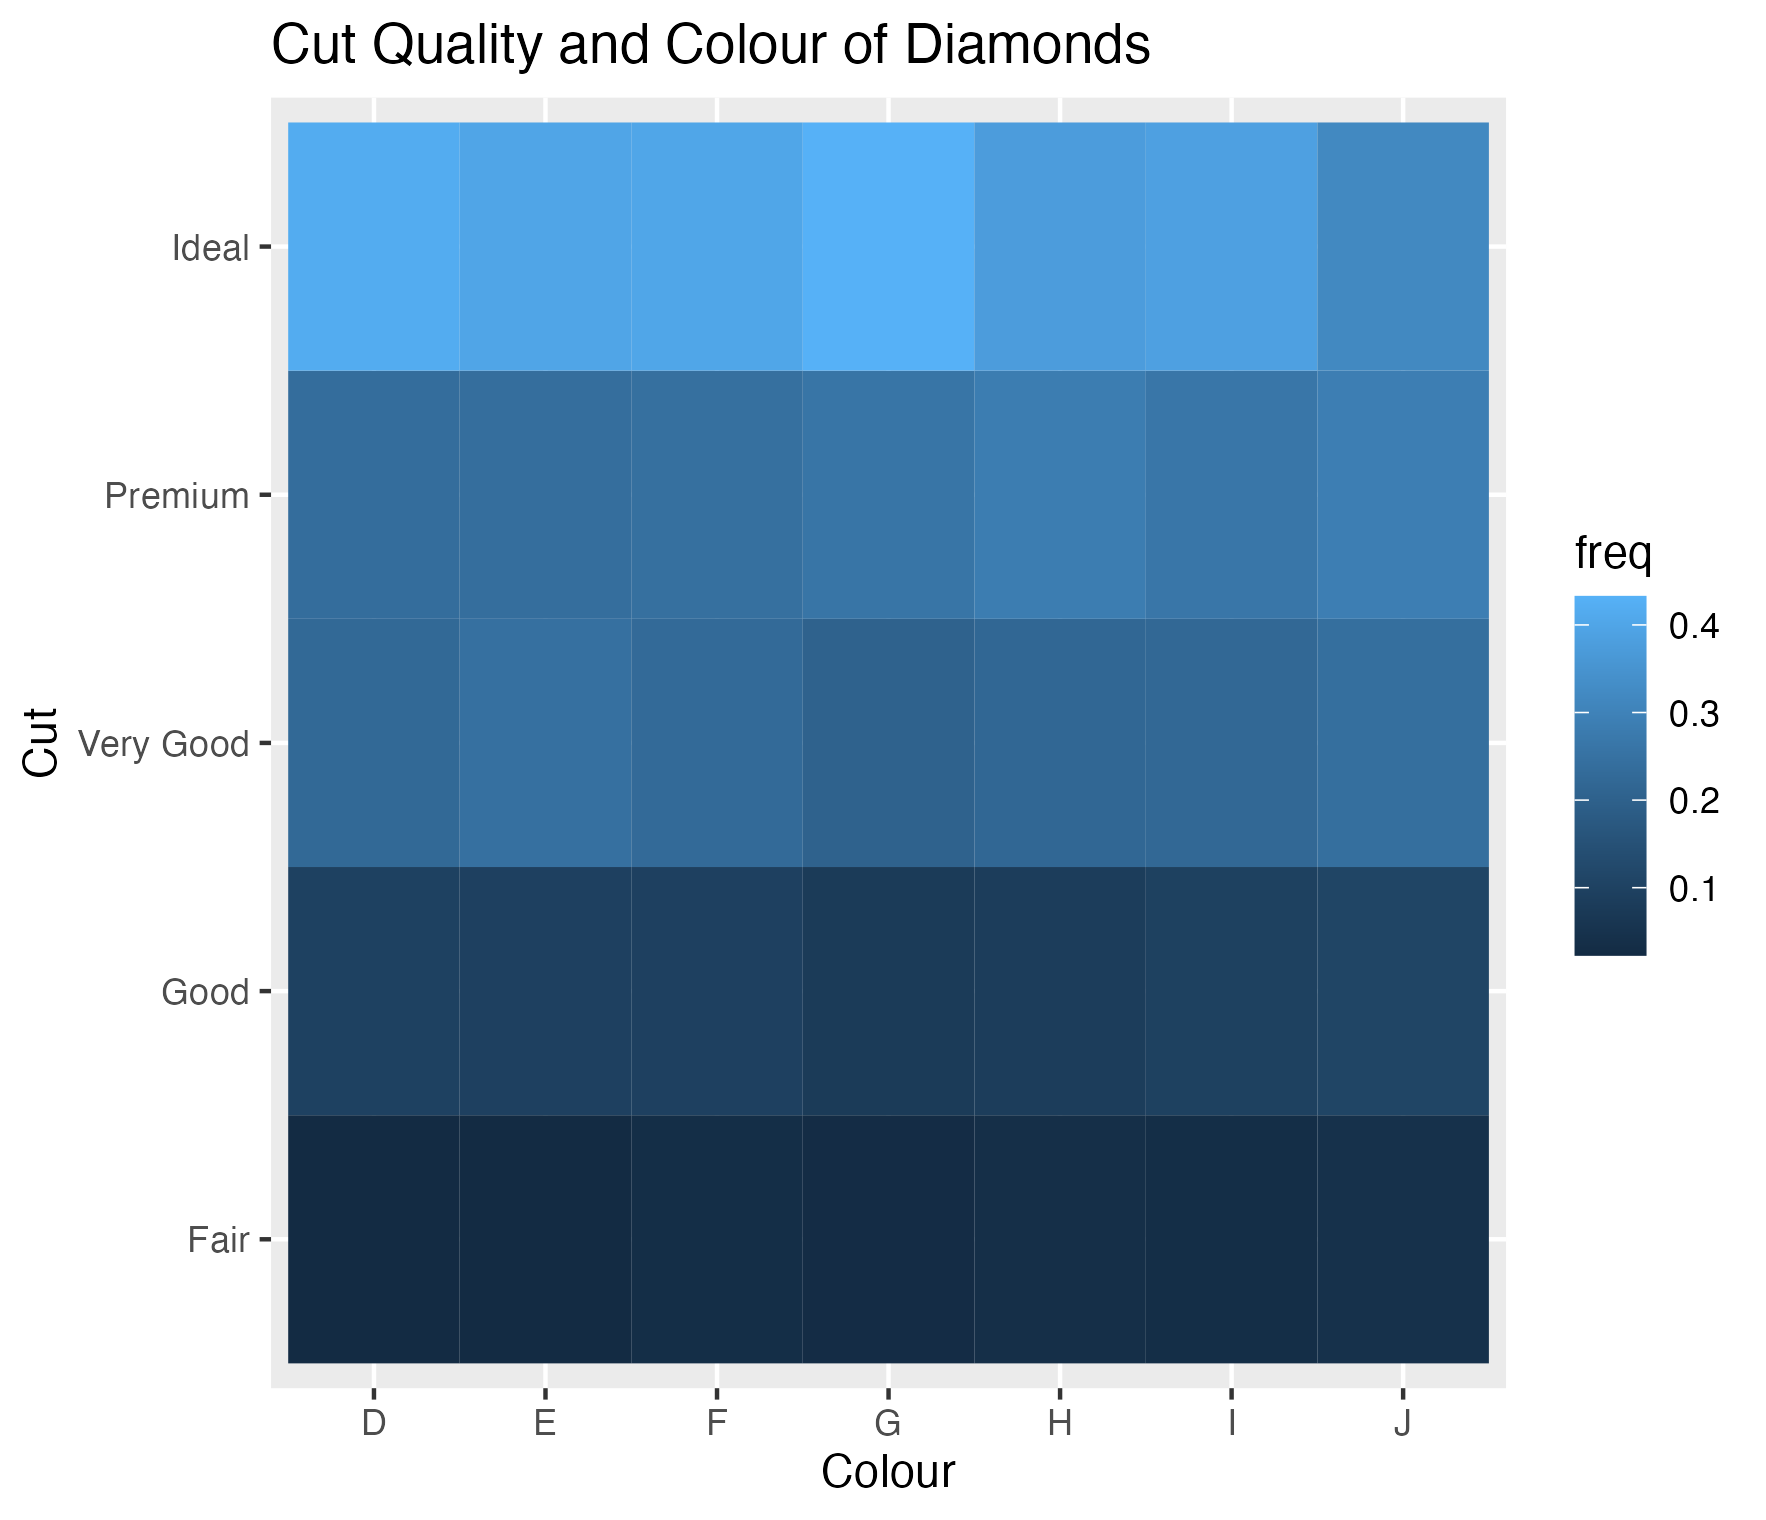 Cut Quality and Colour of Diamonds
Cut
Ideal
Premium
Very Good
Good
Fair
D E F G H I J
Colour
freq
0.4
0.3
0.2
0.1